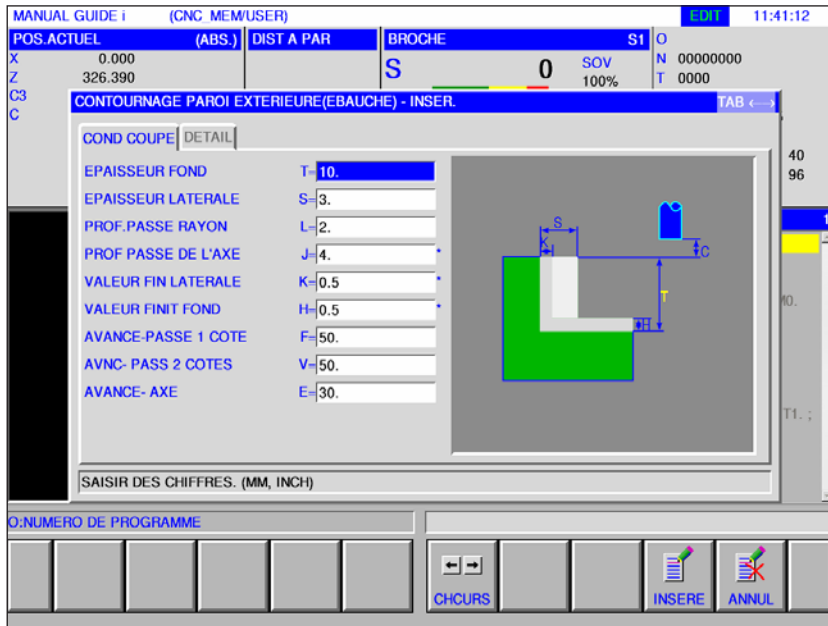 MANUAL GUIDE i (CNC_MEM/USER) EDIT 11:41:12
POS.ACTUEL (ABS.) DIST A PAR BROCHE S1 O
X 0.000 S 0 SOV N 00000000
Z 326.390 100% T 0000
C3
C
CONTOURNAGE PAROI EXTERIEURE(EBAUCHE) - INSER. TAB ←→
COND COUPE DETAIL
EPAISSEUR FOND T= 10.
EPAISSEUR LATERALE S= 3.
PROF.PASSE RAYON L= 2.
PROF PASSE DE L'AXE J= 4. *
VALEUR FIN LATERALE K= 0.5 *
VALEUR FINIT FOND H= 0.5 *
AVANCE-PASSE 1 COTE F= 50.
AVNC- PASS 2 COTES V= 50.
AVANCE- AXE E= 30.
S
K
C
T
H
40
96
1
M0.
T1. ;
SAISIR DES CHIFFRES. (MM, INCH)
O:NUMERO DE PROGRAMME
← →
CHCURS INSERE ANNUL